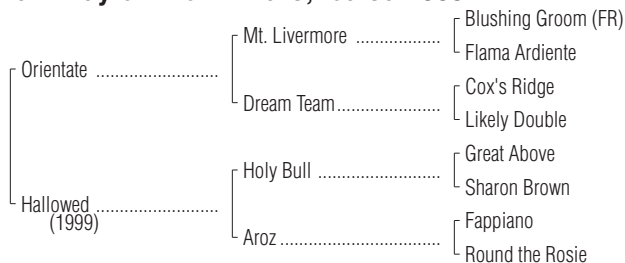 Blushing Groom (FR)
Mt. Livermore ..................
Flama Ardiente
Orientate ..........................
Cox's Ridge
Dream Team......................
Likely Double
Great Above
Holy Bull ..........................
Sharon Brown
Hallowed ..........................
(1999)
Fappiano
Aroz ..................................
Round the Rosie